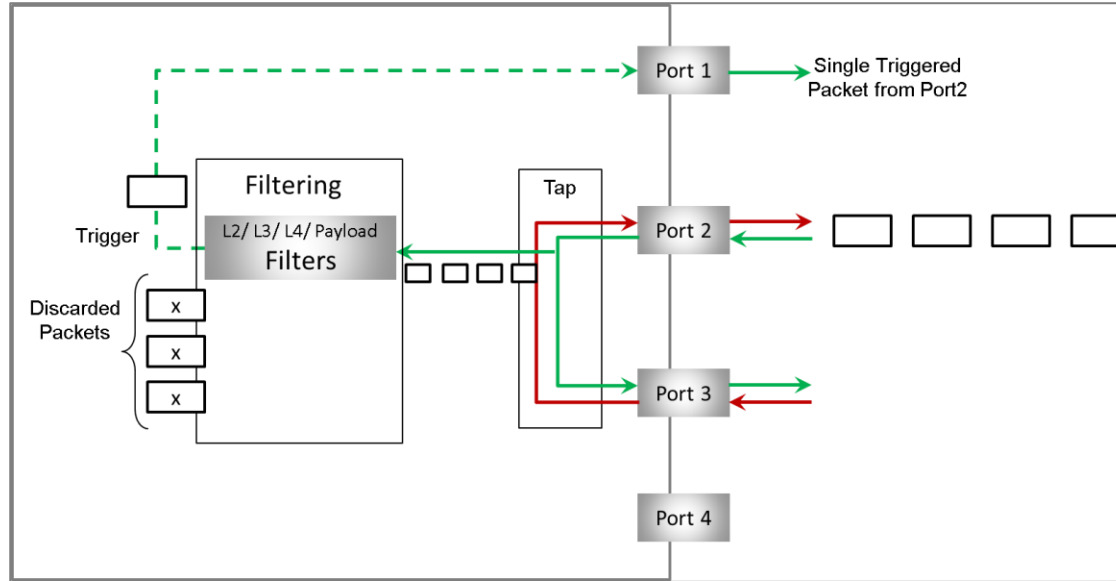 Port 1
Single Triggered
Packet from Port2
Filtering
L2/ L3/ L4/ Payload
Filters
Trigger
Tap
Port 2
Discarded
Packets
x
x
x
Port 3
Port 4